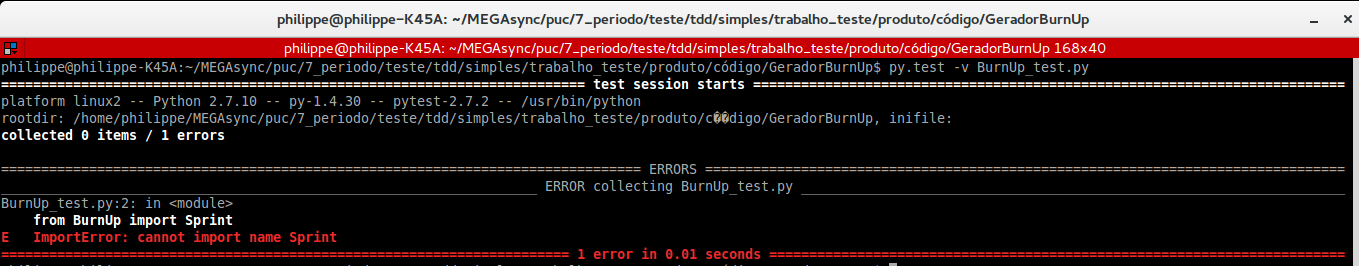 philippe@philippe-K45A: ~/MEGAsync/puc/7_periodo/teste/tdd/simples/trabalho_teste/produto/código/GeradorBurnUp
philippe@philippe-K45A: ~/MEGAsync/puc/7_periodo/teste/tdd/simples/trabalho_teste/produto/código/GeradorBurnUp 168x40
philippe@philippe-K45A:~/MEGAsync/puc/7_periodo/teste/tdd/simples/trabalho_teste/produto/código/GeradorBurnUp$ py.test -v BurnUp_test.py
test session starts
platform linux2 -- Python 2.7.10 -- py-1.4.30 -- pytest-2.7.2 -- /usr/bin/python
rootdir: /home/philippe/MEGAsync/puc/7_periodo/teste/tdd/simples/trabalho_teste/produto/c��digo/GeradorBurnUp, inifile:
collected 0 items / 1 errors
ERRORS
ERROR collecting BurnUp_test.py
BurnUp_test.py:2: in <module>
from BurnUp import Sprint
E ImportError: cannot import name Sprint
1 error in 0.01 seconds